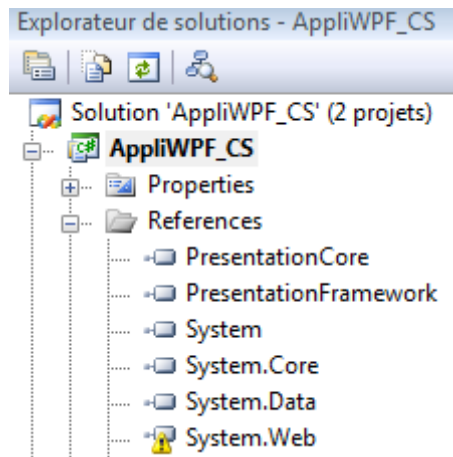 Explorateur de solutions - AppliWPF_CS
Solution 'AppliWPF_CS' (2 projets)
AppliWPF_CS
Properties
References
PresentationCore
PresentationFramework
System
System.Core
System.Data
System.Web